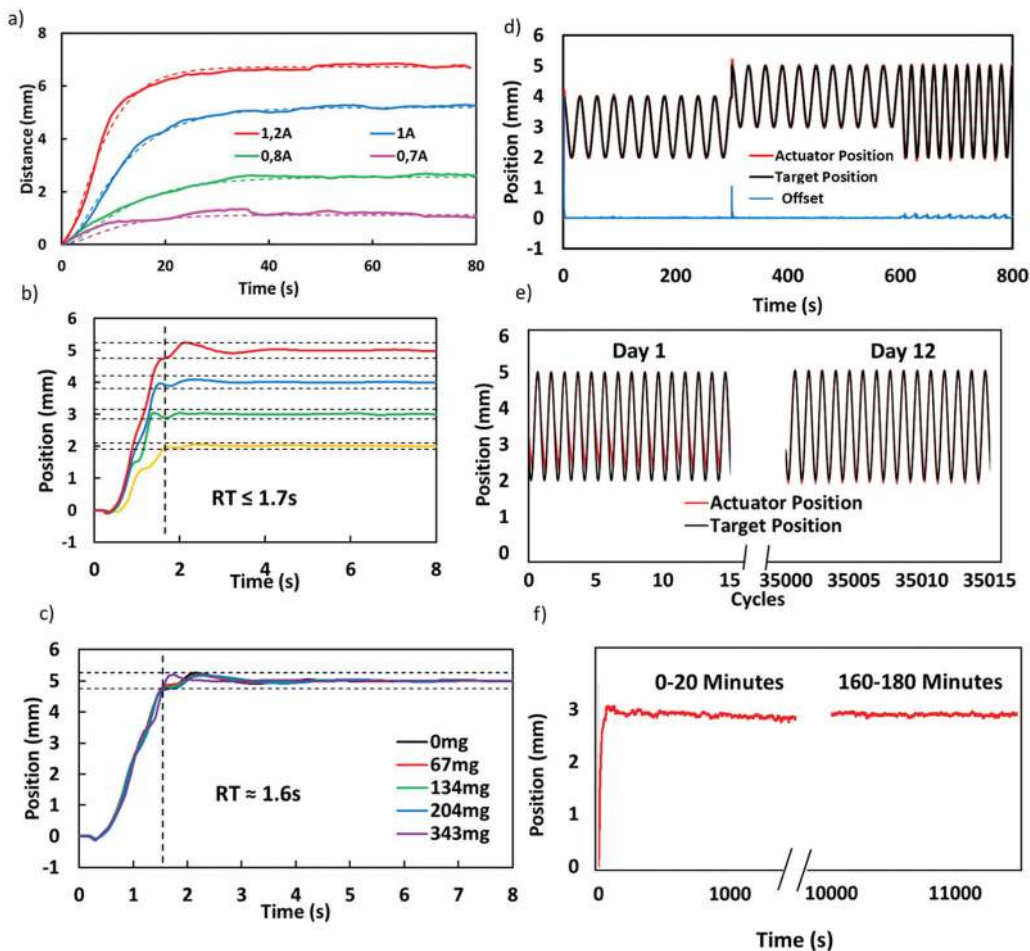 a)
8
6
4
2
0
Distance (mm)
1,2A
1A
0,8A
0,7A
0 20 40 60 80
Time (s)
b)
6
5
4
3
2
1
0
-1
Position (mm)
RT ≤ 1.7s
0 2 4 6 8
Time (s)
c)
6
5
4
3
2
1
0
-1
Position (mm)
0mg
67mg
134mg
204mg
343mg
RT ≈ 1.6s
0 1 2 3 4 5 6 7 8
Time (s)
d)
6
5
4
3
2
1
0
-1
Position (mm)
Actuator Position
Target Position
Offset
0 200 400 600 800
Time (s)
e)
6
5
4
3
2
1
0
Position (mm)
Day 1
Day 12
Actuator Position
Target Position
0 5 10 15 35000 35005 35010 35015
Cycles
f)
4
3
2
1
0
Position (mm)
0-20 Minutes
160-180 Minutes
0 1000 10000 11000
Time (s)